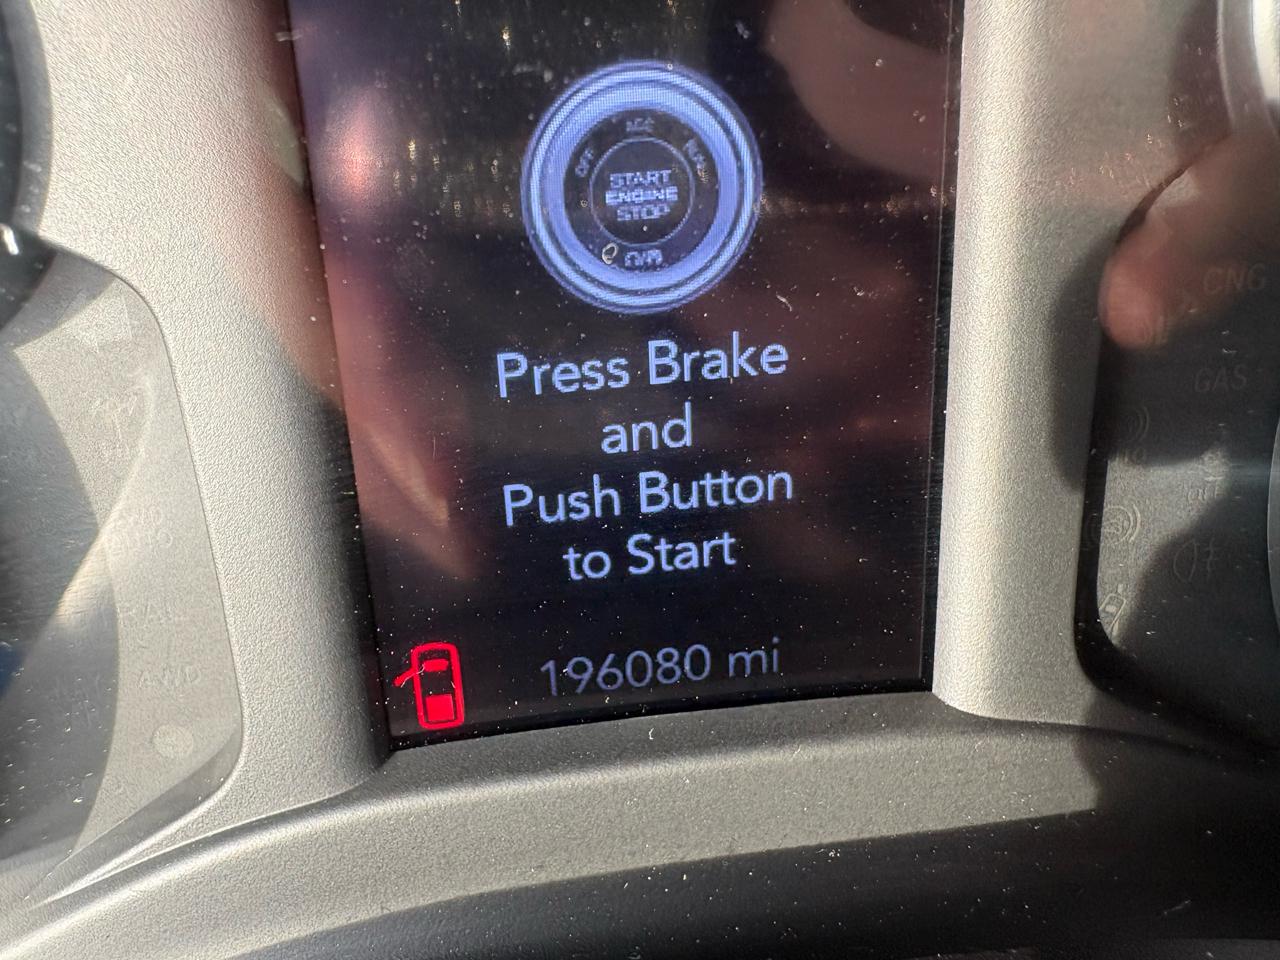 OFF ACC RUN
START
ENGINE
STOP
Press Brake
and
Push Button
to Start
196080 mi
CNG
GAS